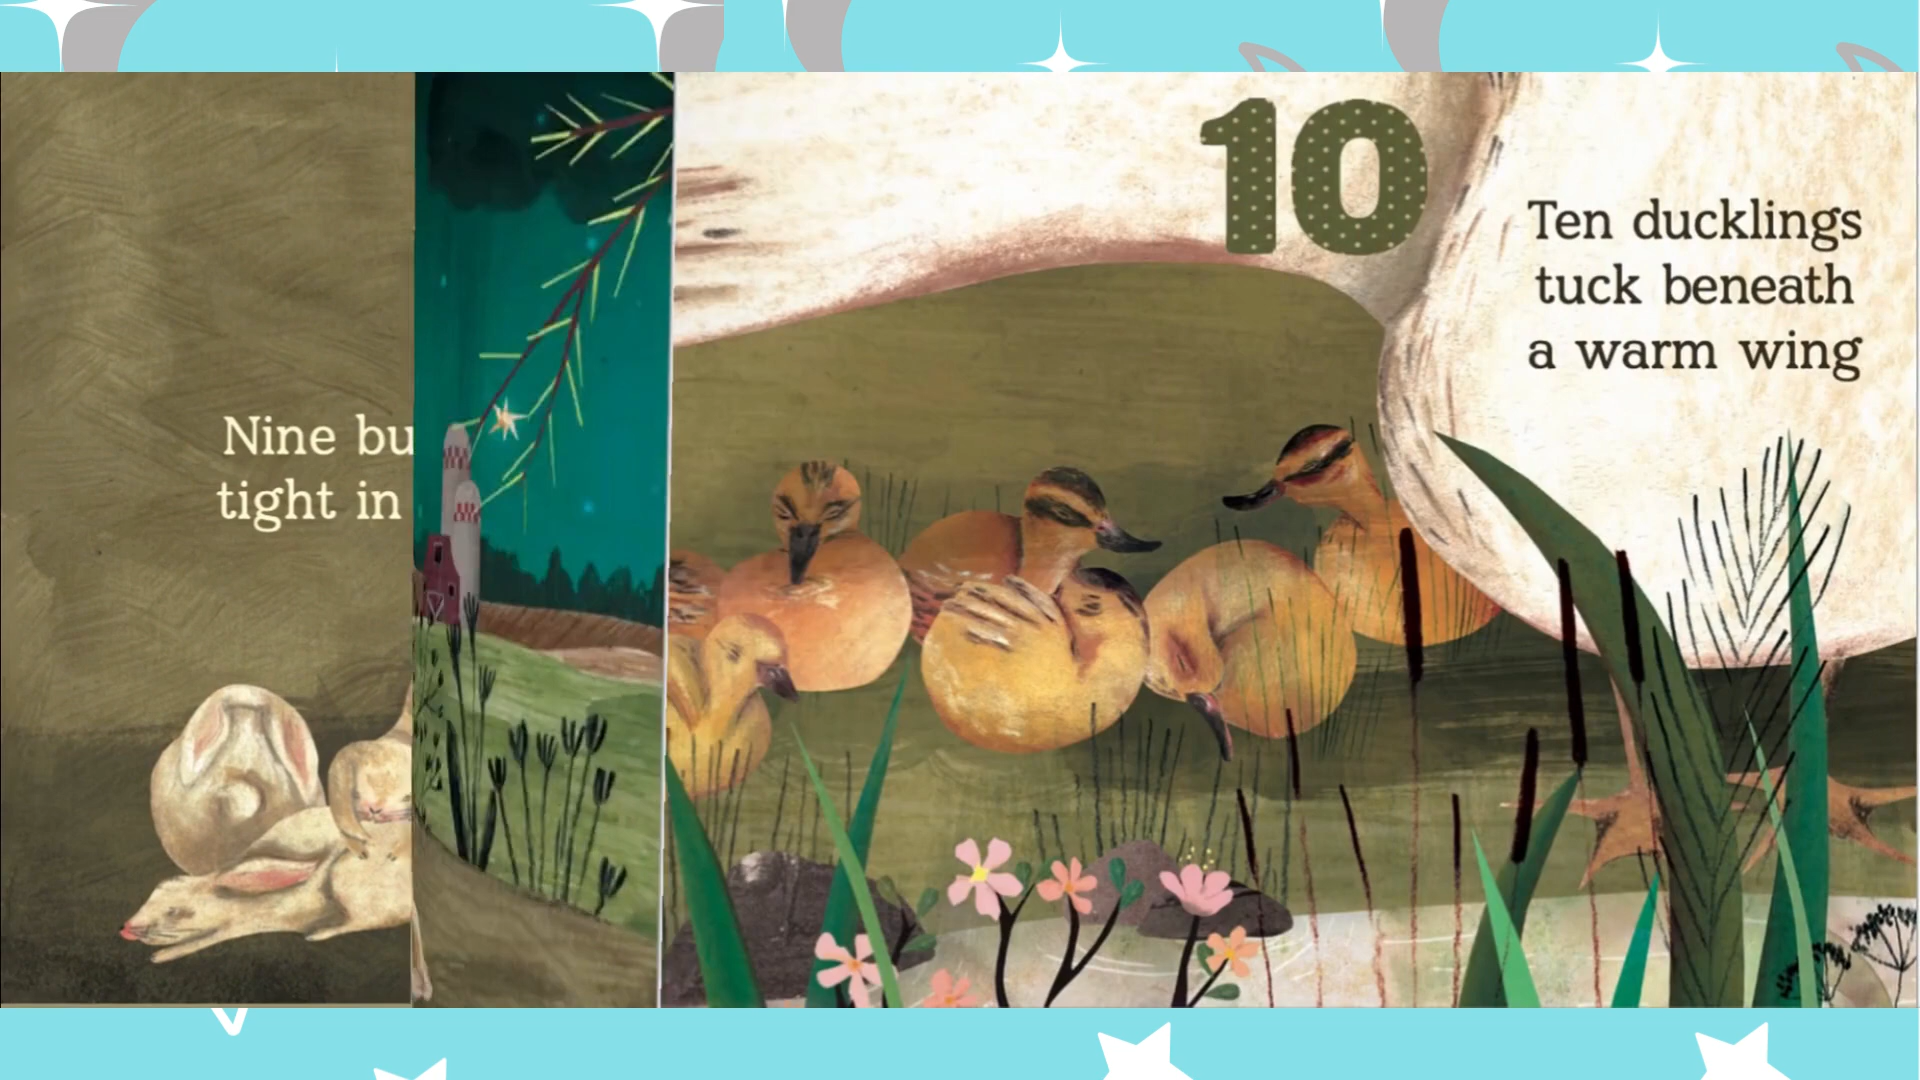 Nine bu
tight in
10
Ten ducklings
tuck beneath
a warm wing